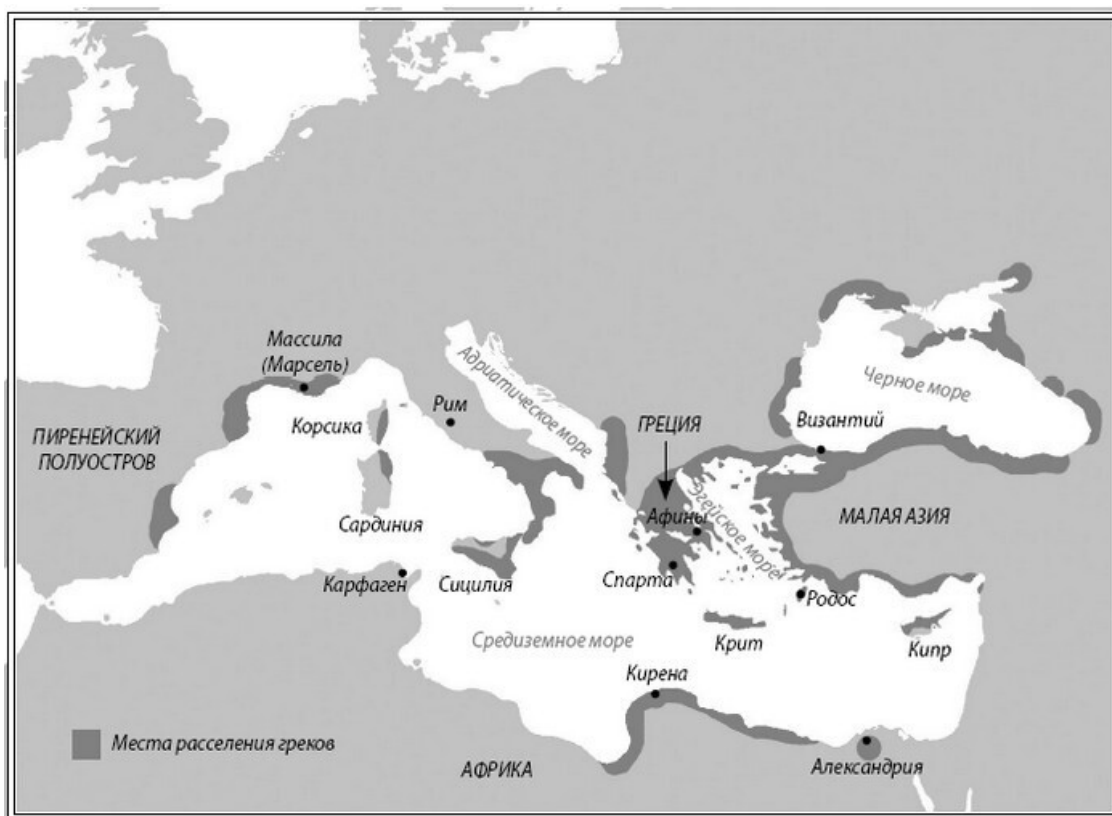 Массила
(Марсель)
Корсика
Рим
Адриатическое море
ГРЕЦИЯ
Византий
Черное море
ПИРЕНЕЙСКИЙ
ПОЛУОСТРОВ
Сардиния
Афины
Эгейское море
МАЛАЯ АЗИЯ
Карфаген
Сицилия
Спарта
Родос
Средиземное море
Крит
Кипр
Кирена
Места расселения греков
АФРИКА
Александрия